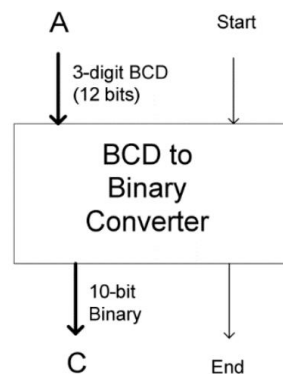 A
Start
3-digit BCD
(12 bits)
BCD to
Binary
Converter
10-bit
Binary
C
End